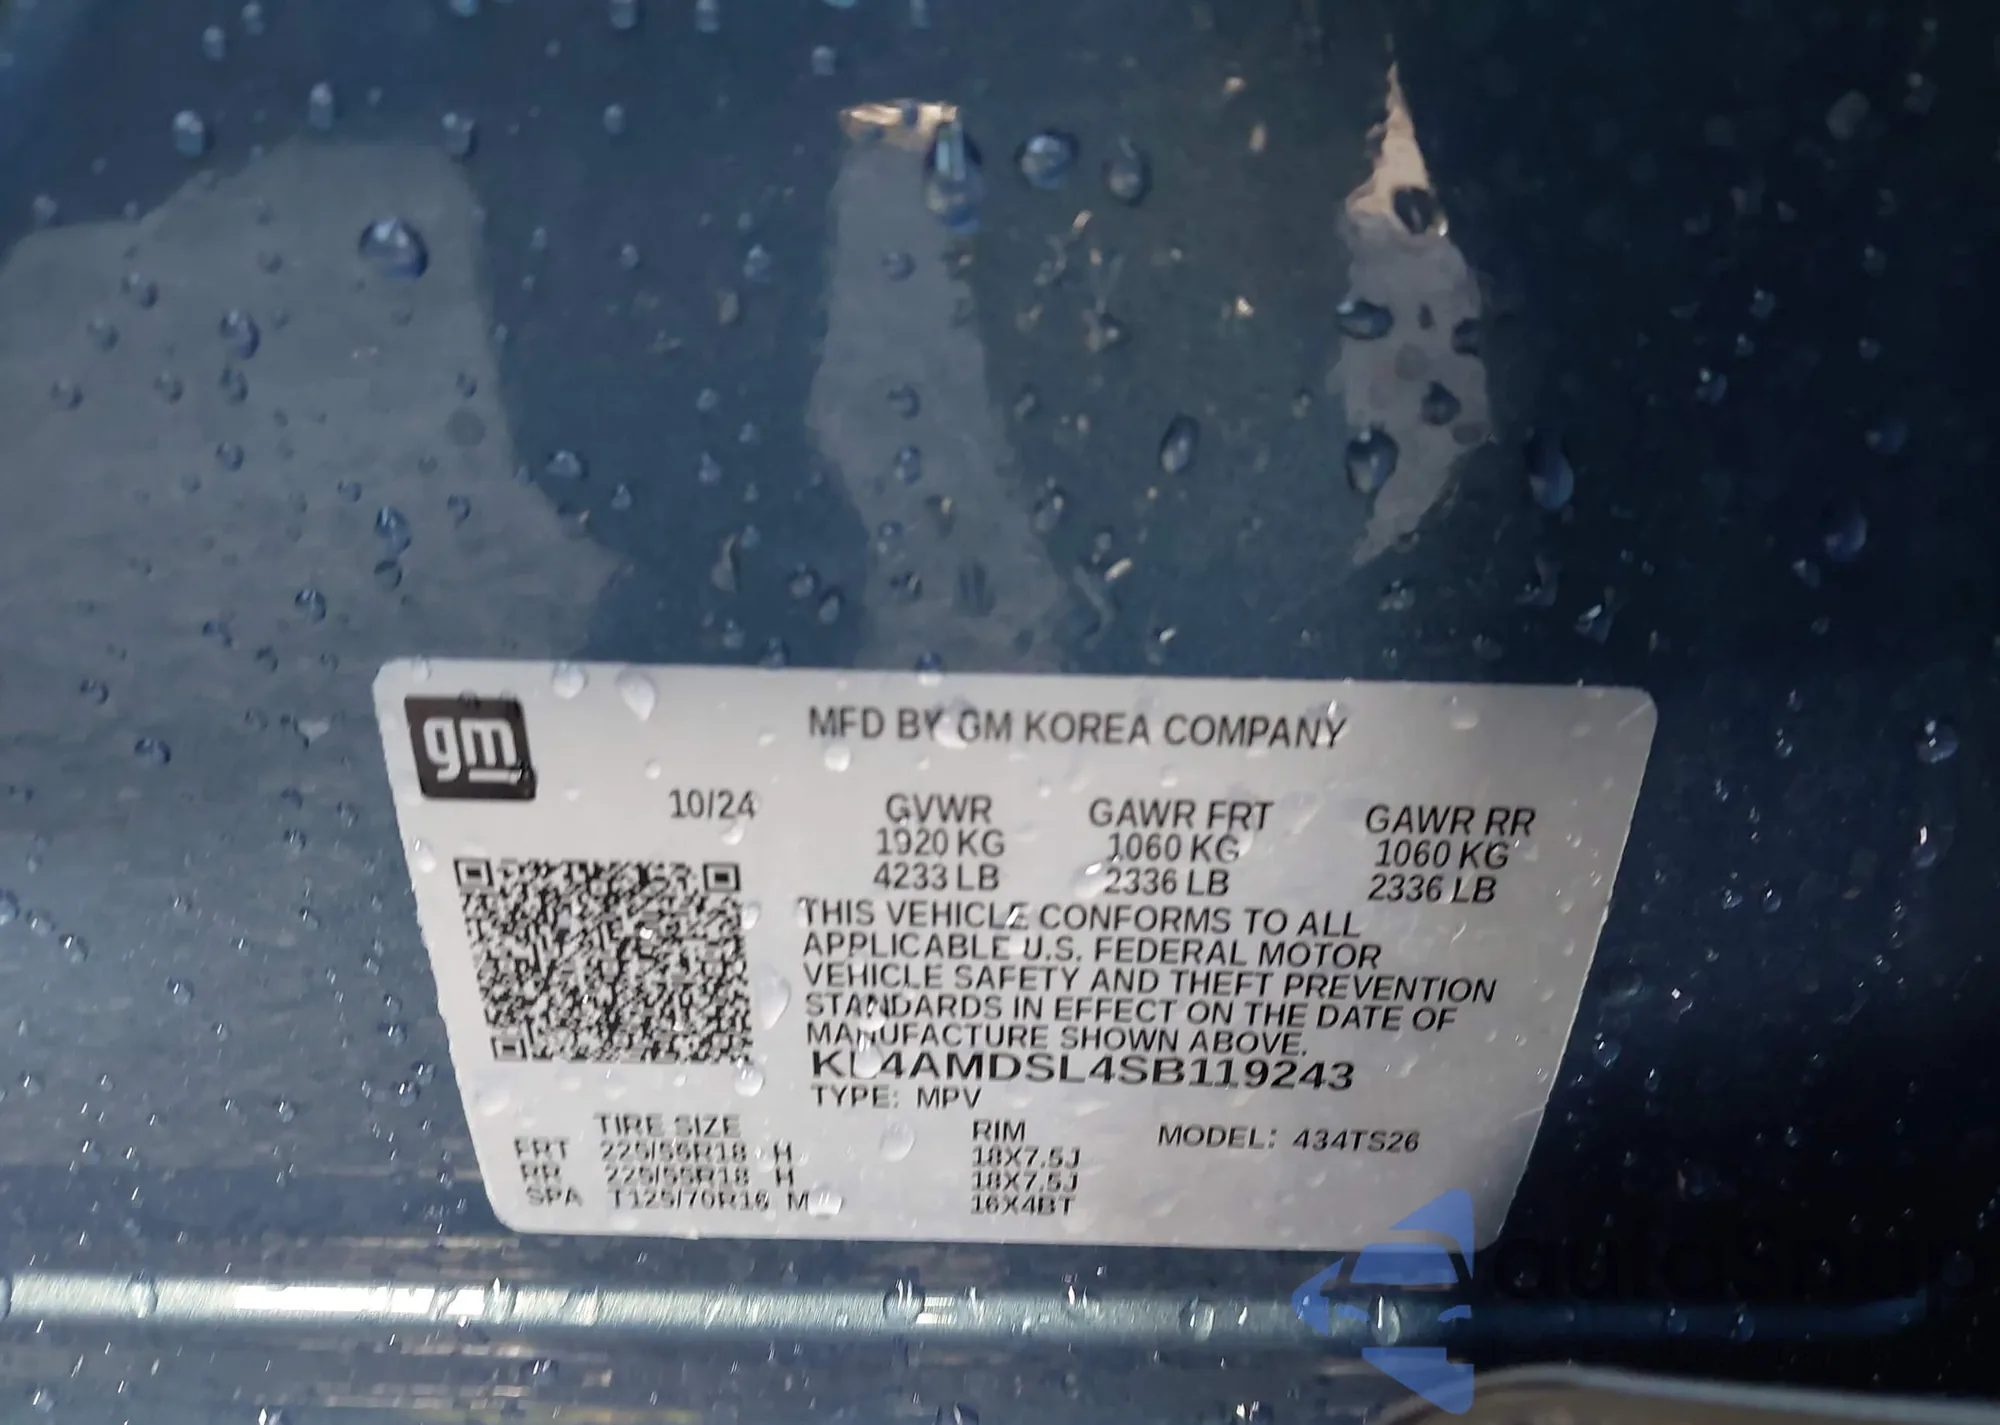 gm
MFD BY GM KOREA COMPANY
10/24
GVWR GAWR FRT GAWR RR
1920 KG 1060 KG 1060 KG
4233 LB 2336 LB 2336 LB
THIS VEHICLE CONFORMS TO ALL
APPLICABLE U.S. FEDERAL MOTOR
VEHICLE SAFETY AND THEFT PREVENTION
STANDARDS IN EFFECT ON THE DATE OF
MANUFACTURE SHOWN ABOVE.
KL4AMDSL4SB119243
TYPE: MPV
TIRE SIZE RIM MODEL: 434TS26
FRT 225/55R18 H 18X7.5J
RR 225/55R18 H 18X7.5J
SPA T125/70R16 M 16X4BT